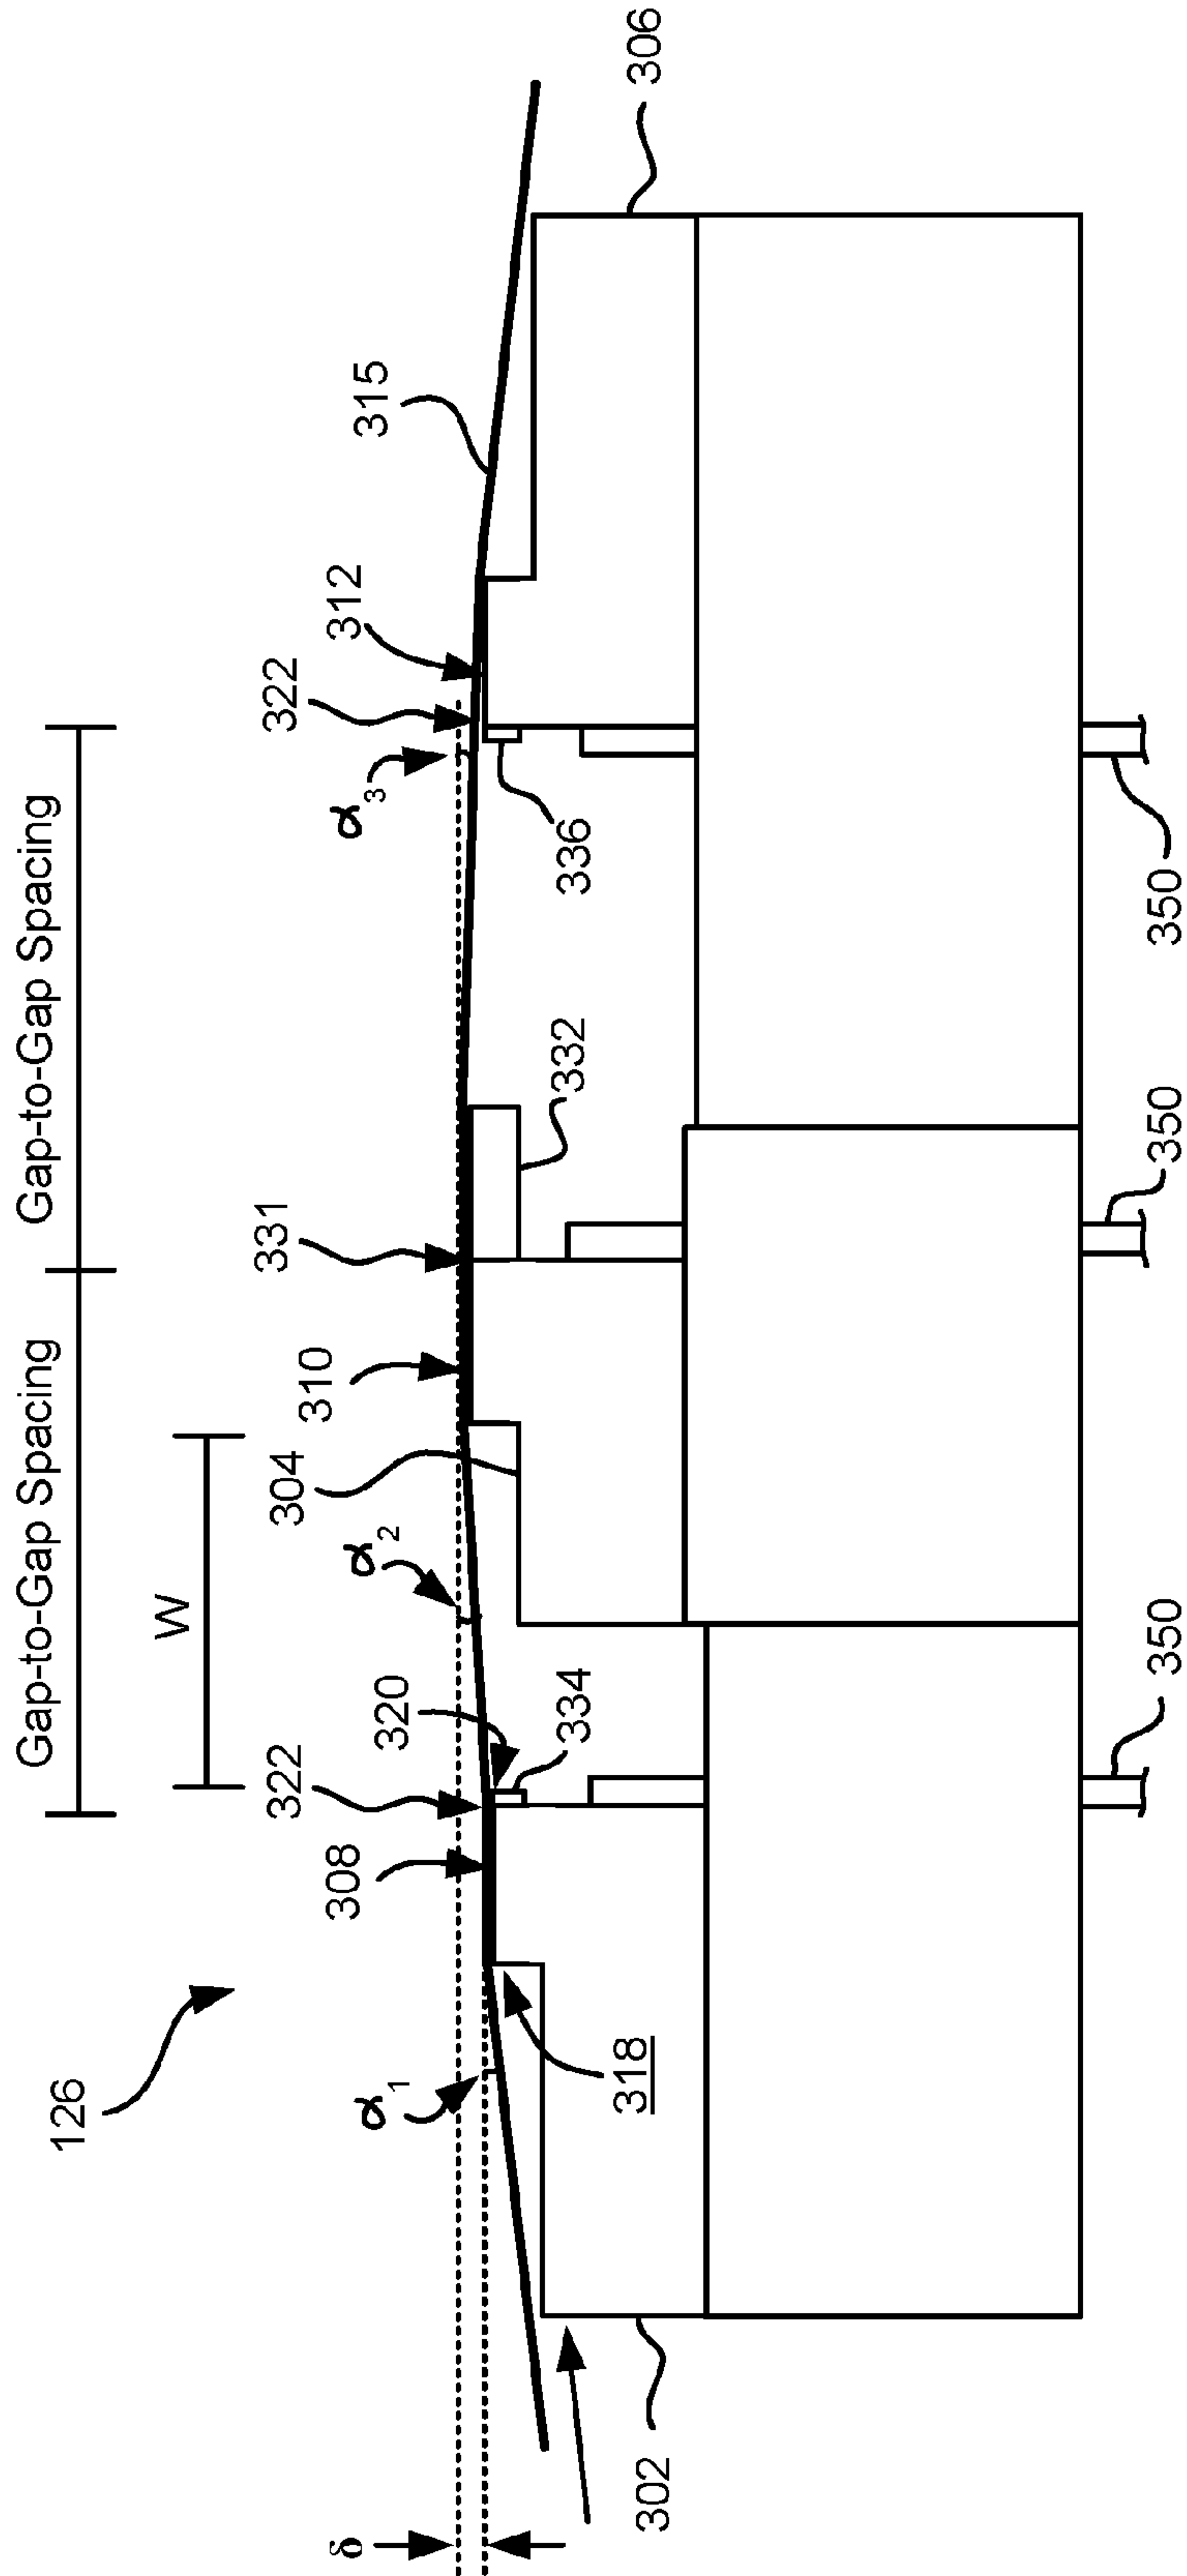 Gap-to-Gap Spacing
Gap-to-Gap Spacing
W
126
δ
α1
308
322
320
334
α2
304
310
331
332
α3
322
312
336
315
306
318
302
350
350
350